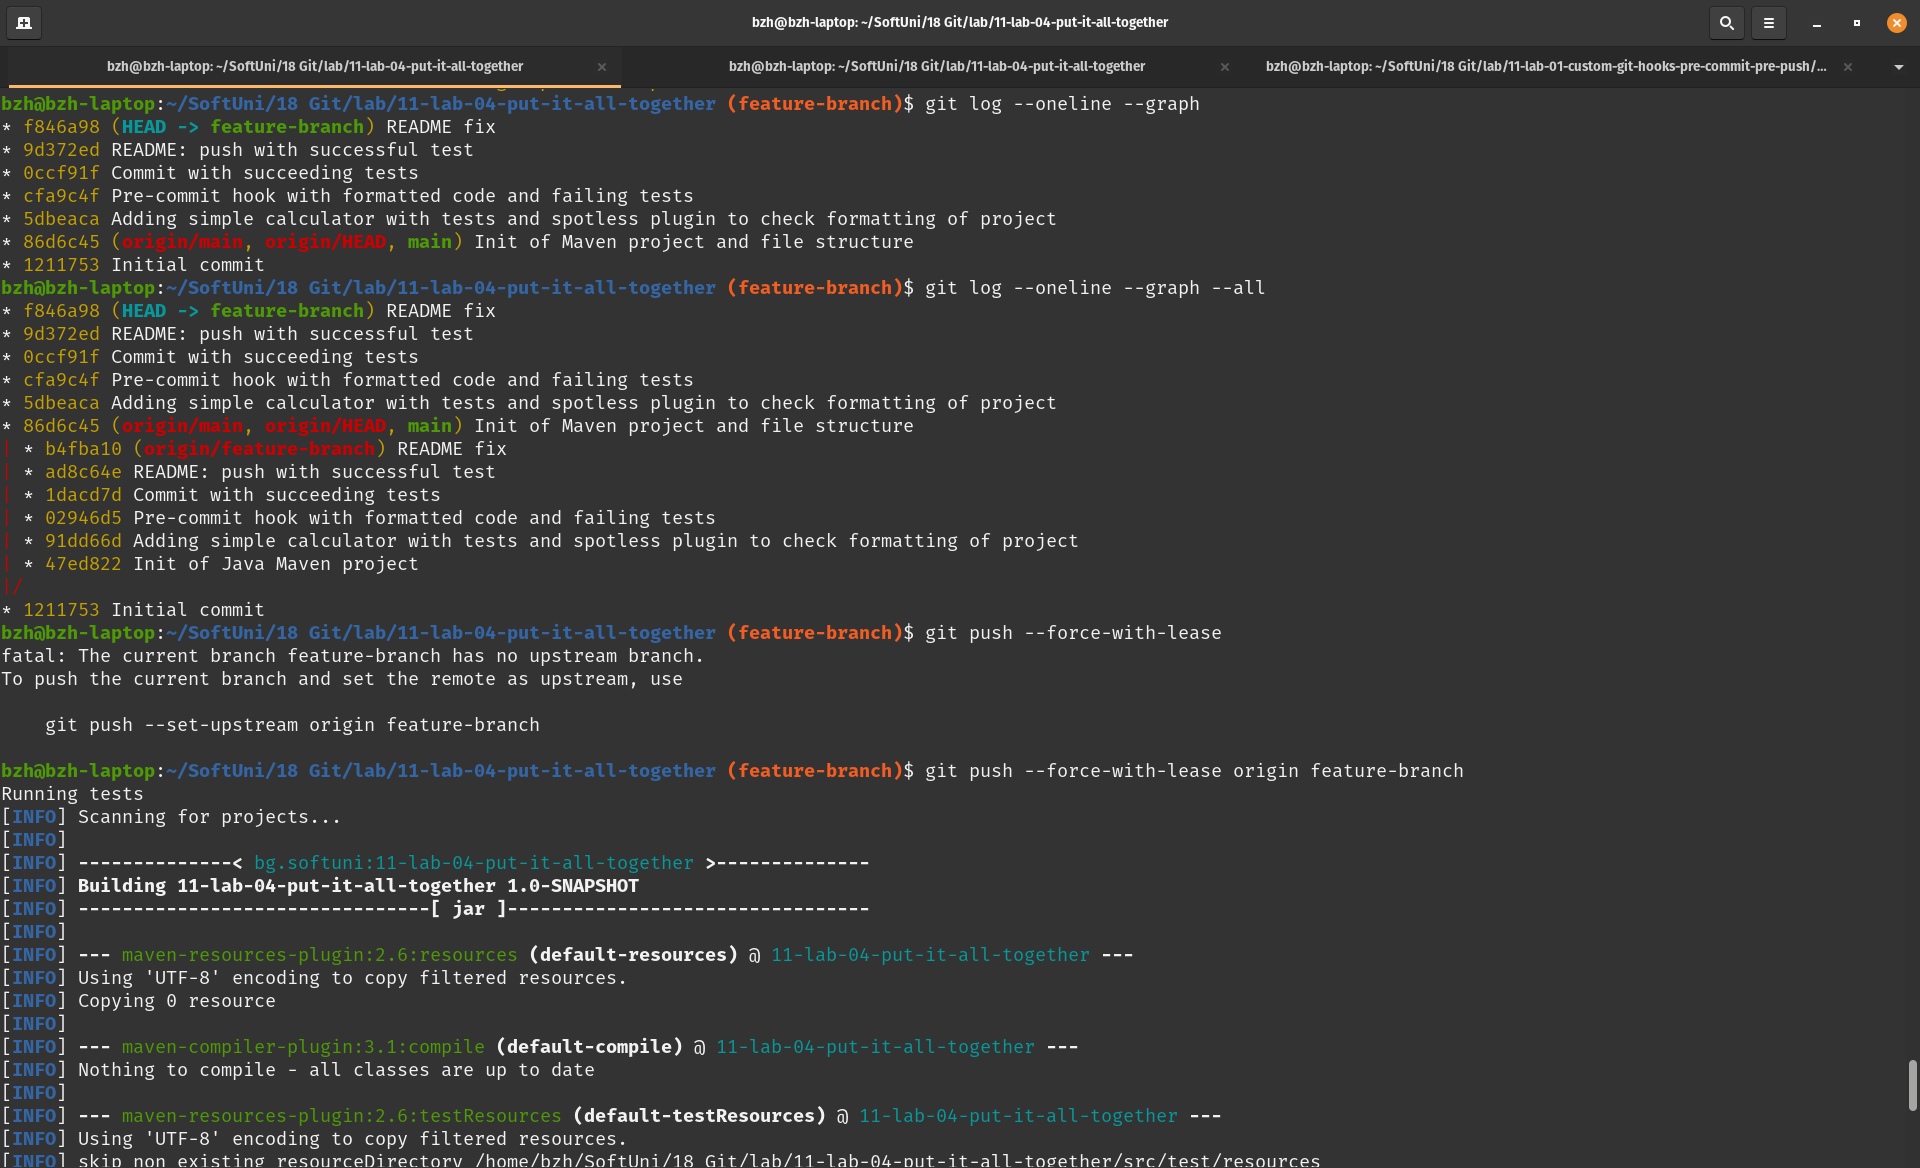 bzh@bzh-laptop: ~/SoftUni/18 Git/lab/11-lab-04-put-it-all-together
bzh@bzh-laptop: ~/SoftUni/18 Git/lab/11-lab-04-put-it-all-together
bzh@bzh-laptop: ~/SoftUni/18 Git/lab/11-lab-04-put-it-all-together
bzh@bzh-laptop: ~/SoftUni/18 Git/lab/11-lab-01-custom-git-hooks-pre-commit-pre-push/...
bzh@bzh-laptop:~/SoftUni/18 Git/lab/11-lab-04-put-it-all-together (feature-branch)$ git log --oneline --graph
* f846a98 (HEAD -> feature-branch) README fix
* 9d372ed README: push with successful test
* 0ccf91f Commit with succeeding tests
* cfa9c4f Pre-commit hook with formatted code and failing tests
* 5dbeaca Adding simple calculator with tests and spotless plugin to check formatting of project
* 86d6c45 (origin/main, origin/HEAD, main) Init of Maven project and file structure
* 1211753 Initial commit
bzh@bzh-laptop:~/SoftUni/18 Git/lab/11-lab-04-put-it-all-together (feature-branch)$ git log --oneline --graph --all
* f846a98 (HEAD -> feature-branch) README fix
* 9d372ed README: push with successful test
* 0ccf91f Commit with succeeding tests
* cfa9c4f Pre-commit hook with formatted code and failing tests
* 5dbeaca Adding simple calculator with tests and spotless plugin to check formatting of project
* 86d6c45 (origin/main, origin/HEAD, main) Init of Maven project and file structure
| * b4fba10 (origin/feature-branch) README fix
| * ad8c64e README: push with successful test
| * 1dacd7d Commit with succeeding tests
| * 02946d5 Pre-commit hook with formatted code and failing tests
| * 91dd66d Adding simple calculator with tests and spotless plugin to check formatting of project
| * 47ed822 Init of Java Maven project
|/
* 1211753 Initial commit
bzh@bzh-laptop:~/SoftUni/18 Git/lab/11-lab-04-put-it-all-together (feature-branch)$ git push --force-with-lease
fatal: The current branch feature-branch has no upstream branch.
To push the current branch and set the remote as upstream, use
    git push --set-upstream origin feature-branch
bzh@bzh-laptop:~/SoftUni/18 Git/lab/11-lab-04-put-it-all-together (feature-branch)$ git push --force-with-lease origin feature-branch
Running tests
[INFO] Scanning for projects...
[INFO]
[INFO] --------------< bg.softuni:11-lab-04-put-it-all-together >--------------
[INFO] Building 11-lab-04-put-it-all-together 1.0-SNAPSHOT
[INFO] --------------------------------[ jar ]---------------------------------
[INFO]
[INFO] --- maven-resources-plugin:2.6:resources (default-resources) @ 11-lab-04-put-it-all-together ---
[INFO] Using 'UTF-8' encoding to copy filtered resources.
[INFO] Copying 0 resource
[INFO]
[INFO] --- maven-compiler-plugin:3.1:compile (default-compile) @ 11-lab-04-put-it-all-together ---
[INFO] Nothing to compile - all classes are up to date
[INFO]
[INFO] --- maven-resources-plugin:2.6:testResources (default-testResources) @ 11-lab-04-put-it-all-together ---
[INFO] Using 'UTF-8' encoding to copy filtered resources.
[INFO] skip non existing resourceDirectory /home/bzh/SoftUni/18 Git/lab/11-lab-04-put-it-all-together/src/test/resources